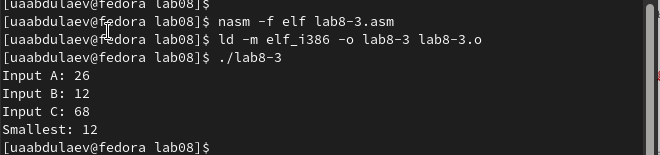 [uaabdulaev@fedora lab08]$
[uaabdulaev@fedora lab08]$ nasm -f elf lab8-3.asm
[uaabdulaev@fedora lab08]$ ld -m elf_i386 -o lab8-3 lab8-3.o
[uaabdulaev@fedora lab08]$ ./lab8-3
Input A: 26
Input B: 12
Input C: 68
Smallest: 12
[uaabdulaev@fedora lab08]$